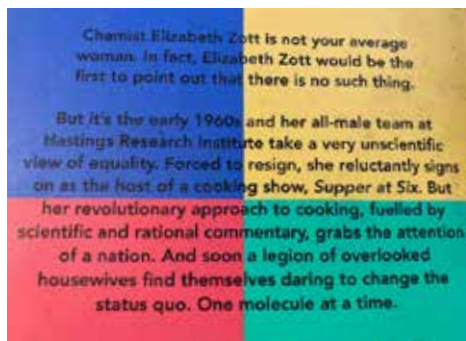 Chemist Elizabeth Zott is not your average
woman. In fact, Elizabeth Zott would be the
first to point out that there is no such thing.
But it's the early 1960s and her all-male team at
Hastings Research Institute take a very unscientific
view of equality. Forced to resign, she reluctantly signs
on as the host of a cooking show, Supper at Six. But
her revolutionary approach to cooking, fuelled by
scientific and rational commentary, grabs the attention
of a nation. And soon a legion of overlooked
housewives find themselves daring to change the
status quo. One molecule at a time.